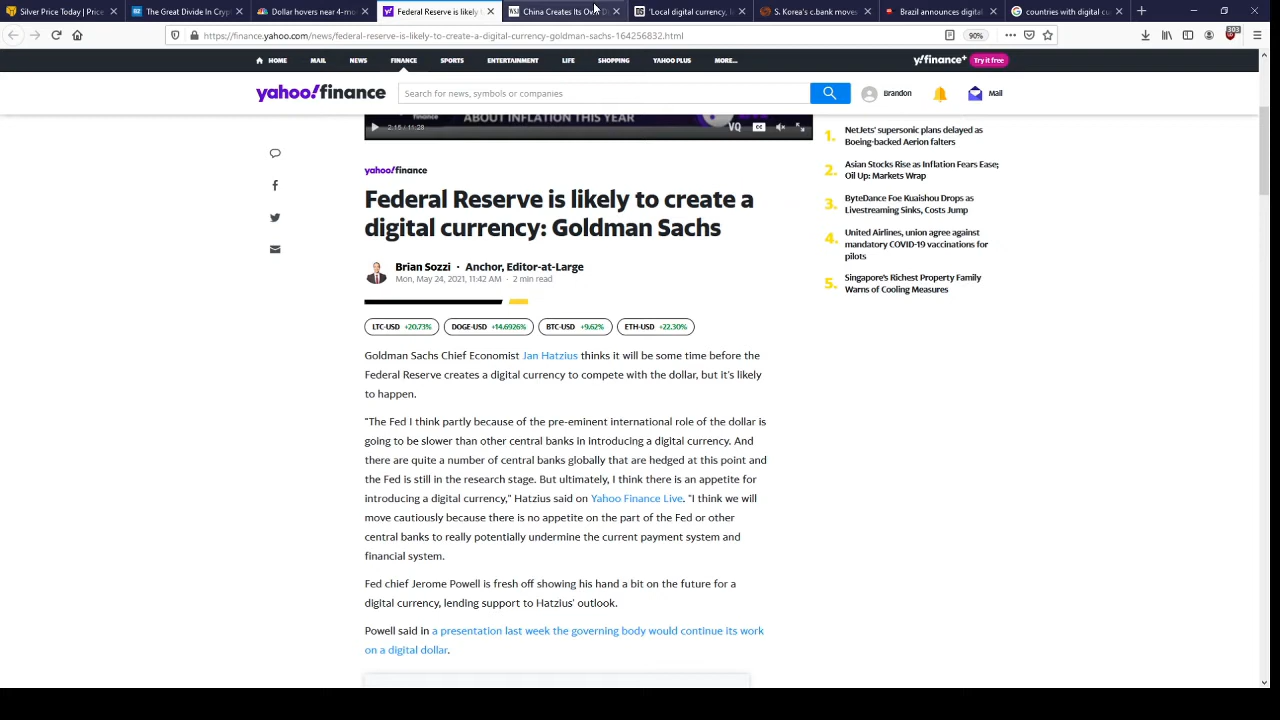 Silver Price Today | Price
The Great Divide In Cryp
Dollar hovers near 4-mu
Federal Reserve is likely
China Creates Its Own D
'Local digital currency, l
S. Korea's c.bank moves
Brazil announces digital
countries with digital cu
https://finance.yahoo.com/news/federal-reserve-is-likely-to-create-a-digital-currency-goldman-sachs-164256832.html
90%
303
HOME MAIL NEWS FINANCE SPORTS ENTERTAINMENT LIFE SHOPPING YAHOO PLUS MORE...
y!finance+ Try it free
yahoo!finance
Search for news, symbols or companies
Brandon
Mail
ABOUT INFLATION THIS YEAR
2:15 / 11:28
VQ CC
yahoo!finance
Federal Reserve is likely to create a
digital currency: Goldman Sachs
Brian Sozzi · Anchor, Editor-at-Large
Mon, May 24, 2021, 11:42 AM · 2 min read
LTC-USD +20.73% DOGE-USD +14.6926% BTC-USD +9.62% ETH-USD +22.30%
Goldman Sachs Chief Economist Jan Hatzius thinks it will be some time before the
Federal Reserve creates a digital currency to compete with the dollar, but it's likely
to happen.
"The Fed I think partly because of the pre-eminent international role of the dollar is
going to be slower than other central banks in introducing a digital currency. And
there are quite a number of central banks globally that are hedged at this point and
the Fed is still in the research stage. But ultimately, I think there is an appetite for
introducing a digital currency," Hatzius said on Yahoo Finance Live. "I think we will
move cautiously because there is no appetite on the part of the Fed or other
central banks to really potentially undermine the current payment system and
financial system.
Fed chief Jerome Powell is fresh off showing his hand a bit on the future for a
digital currency, lending support to Hatzius' outlook.
Powell said in a presentation last week the governing body would continue its work
on a digital dollar.
1. NetJets' supersonic plans delayed as
Boeing-backed Aerion falters
2. Asian Stocks Rise as Inflation Fears Ease;
Oil Up: Markets Wrap
3. ByteDance Foe Kuaishou Drops as
Livestreaming Sinks, Costs Jump
4. United Airlines, union agree against
mandatory COVID-19 vaccinations for
pilots
5. Singapore's Richest Property Family
Warns of Cooling Measures